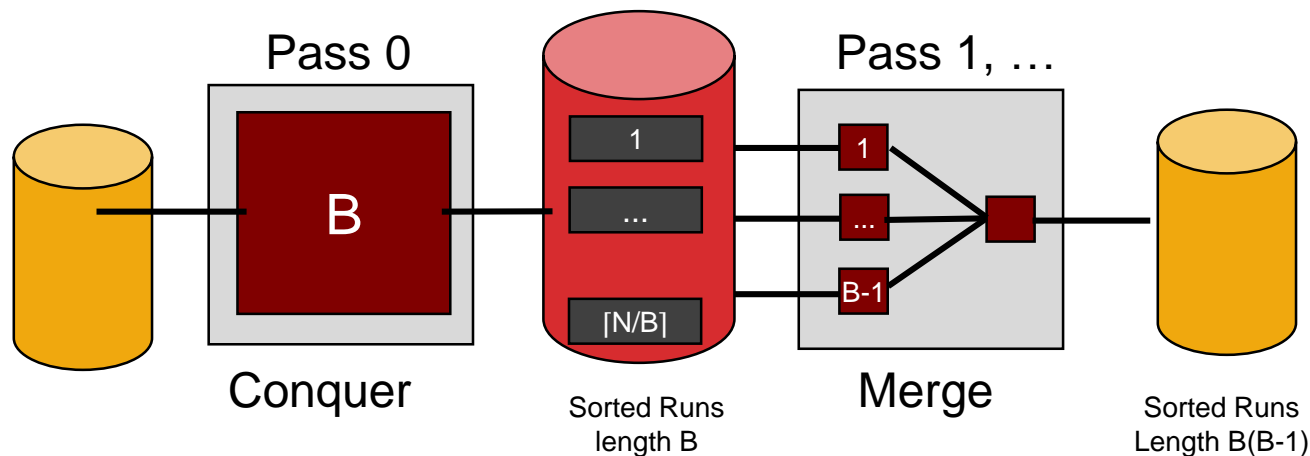 Pass 0
B
Conquer
1
...
⌈N/B⌉
Sorted Runs
length B
Pass 1, …
1
...
B-1
Merge
Sorted Runs
Length B(B-1)